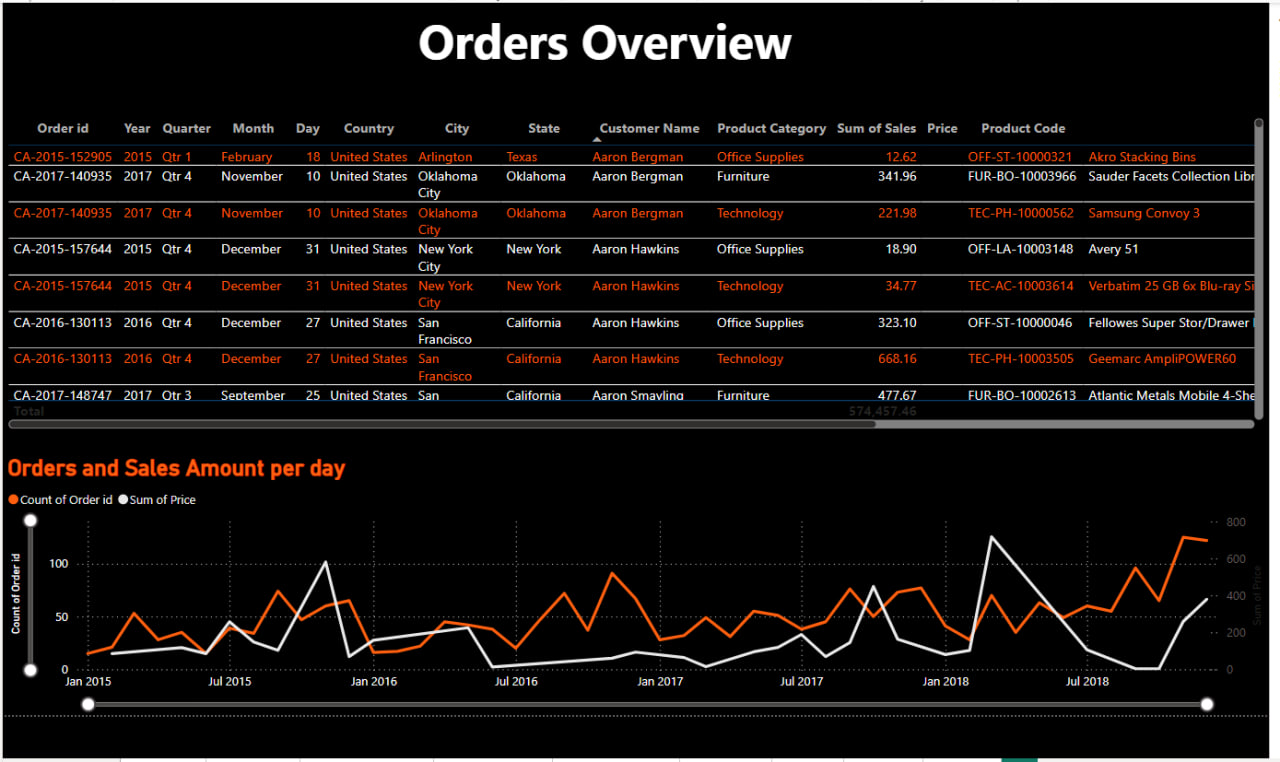 Orders Overview
Order id Year Quarter Month Day Country City State Customer Name Product Category Sum of Sales Price Product Code
CA-2015-152905 2015 Qtr 1 February 18 United States Arlington Texas Aaron Bergman Office Supplies 12.62 OFF-ST-10000321 Akro Stacking Bins
CA-2017-140935 2017 Qtr 4 November 10 United States Oklahoma Oklahoma Aaron Bergman Furniture 341.96 FUR-BO-10003966 Sauder Facets Collection Libr
City
CA-2017-140935 2017 Qtr 4 November 10 United States Oklahoma Oklahoma Aaron Bergman Technology 221.98 TEC-PH-10000562 Samsung Convoy 3
City
CA-2015-157644 2015 Qtr 4 December 31 United States New York New York Aaron Hawkins Office Supplies 18.90 OFF-LA-10003148 Avery 51
City
CA-2015-157644 2015 Qtr 4 December 31 United States New York New York Aaron Hawkins Technology 34.77 TEC-AC-10003614 Verbatim 25 GB 6x Blu-ray Si
City
CA-2016-130113 2016 Qtr 4 December 27 United States San California Aaron Hawkins Office Supplies 323.10 OFF-ST-10000046 Fellowes Super Stor/Drawer
Francisco
CA-2016-130113 2016 Qtr 4 December 27 United States San California Aaron Hawkins Technology 668.16 TEC-PH-10003505 Geemarc AmpliPOWER60
Francisco
CA-2017-148747 2017 Qtr 3 September 25 United States San California Aaron Smayling Furniture 477.67 FUR-BO-10002613 Atlantic Metals Mobile 4-She
Total 574,457.46
Orders and Sales Amount per day
Count of Order id Sum of Price
Count of Order id
100
50
0
800
600
400
200
0
Sum of Price
Jan 2015 Jul 2015 Jan 2016 Jul 2016 Jan 2017 Jul 2017 Jan 2018 Jul 2018